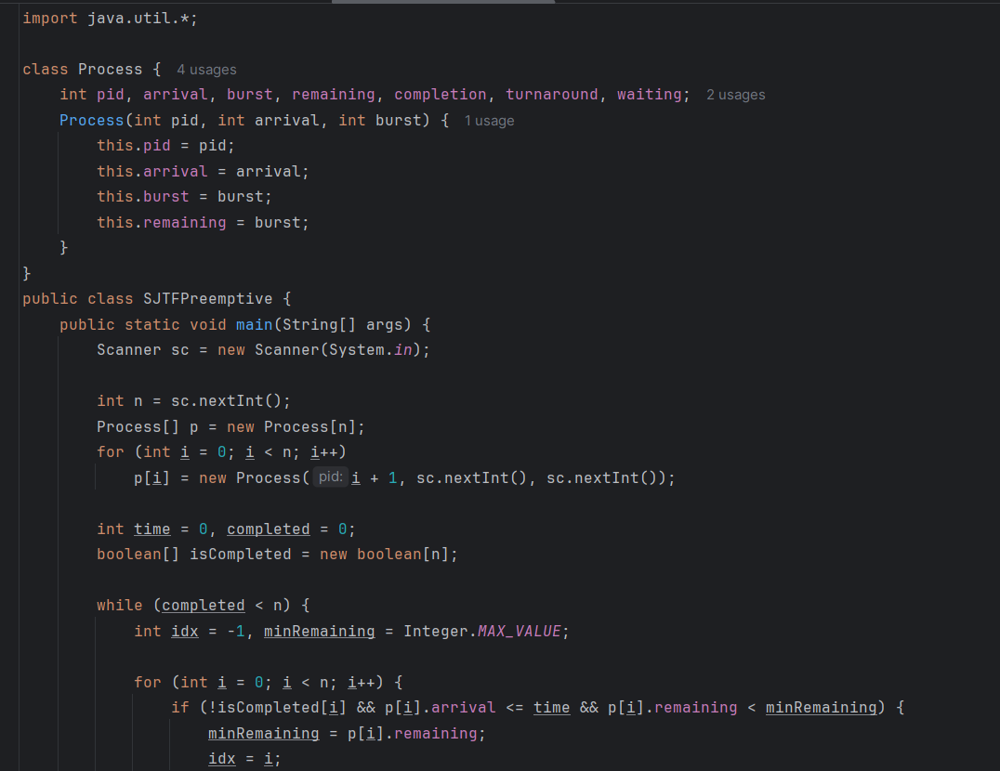 import java.util.*;
class Process { 4 usages
int pid, arrival, burst, remaining, completion, turnaround, waiting; 2 usages
Process(int pid, int arrival, int burst) { 1 usage
this.pid = pid;
this.arrival = arrival;
this.burst = burst;
this.remaining = burst;
}
}
public class SJTFPreemptive {
public static void main(String[] args) {
Scanner sc = new Scanner(System.in);
int n = sc.nextInt();
Process[] p = new Process[n];
for (int i = 0; i < n; i++)
p[i] = new Process( pid: i + 1, sc.nextInt(), sc.nextInt());
int time = 0, completed = 0;
boolean[] isCompleted = new boolean[n];
while (completed < n) {
int idx = -1, minRemaining = Integer.MAX_VALUE;
for (int i = 0; i < n; i++) {
if (!isCompleted[i] && p[i].arrival <= time && p[i].remaining < minRemaining) {
minRemaining = p[i].remaining;
idx = i;